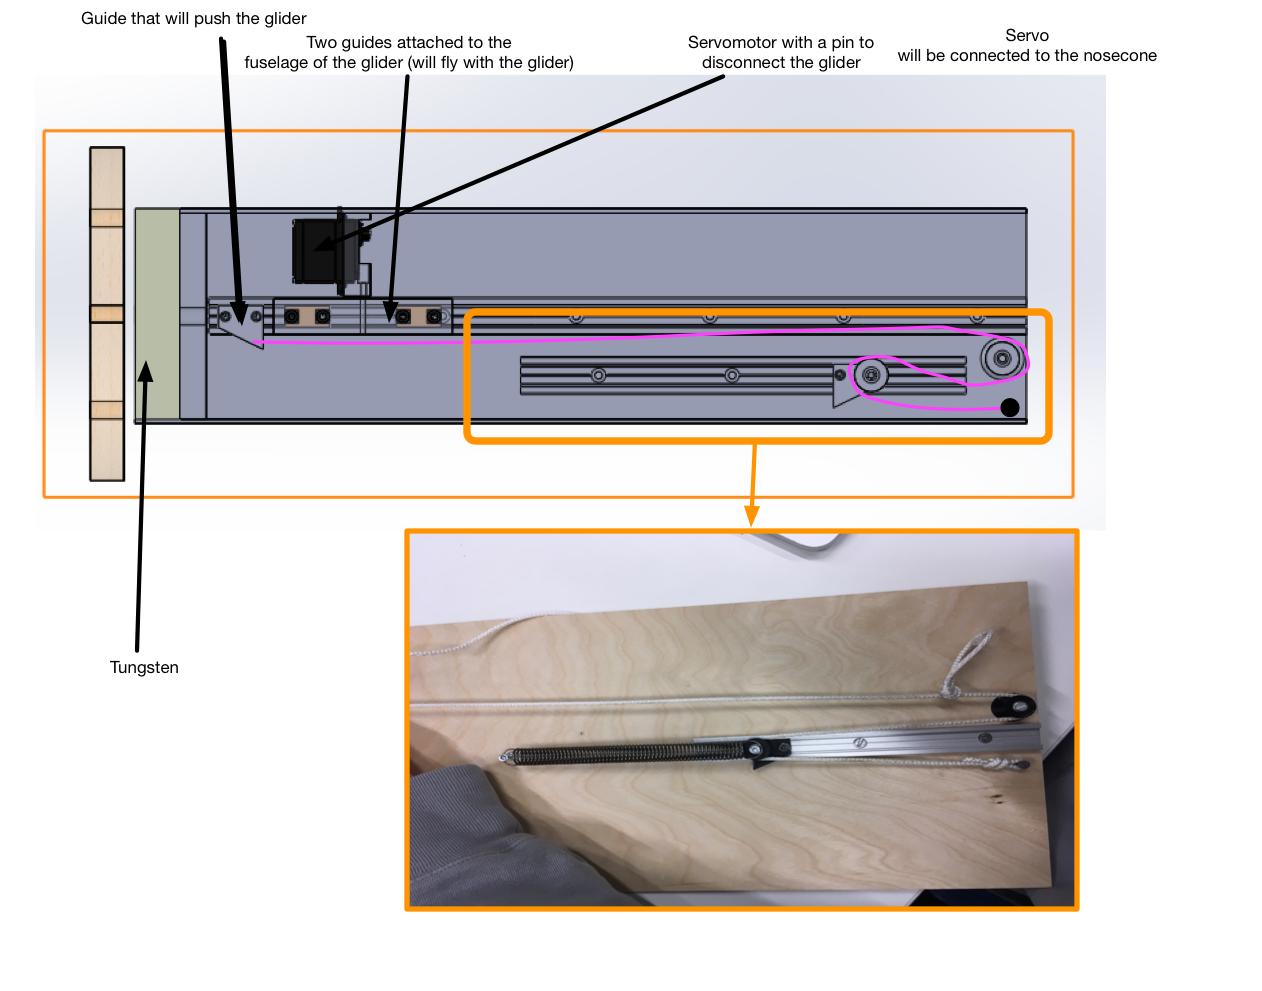 Guide that will push the glider
Two guides attached to the
fuselage of the glider (will fly with the glider)
Servomotor with a pin to
disconnect the glider
Servo
will be connected to the nosecone
Tungsten